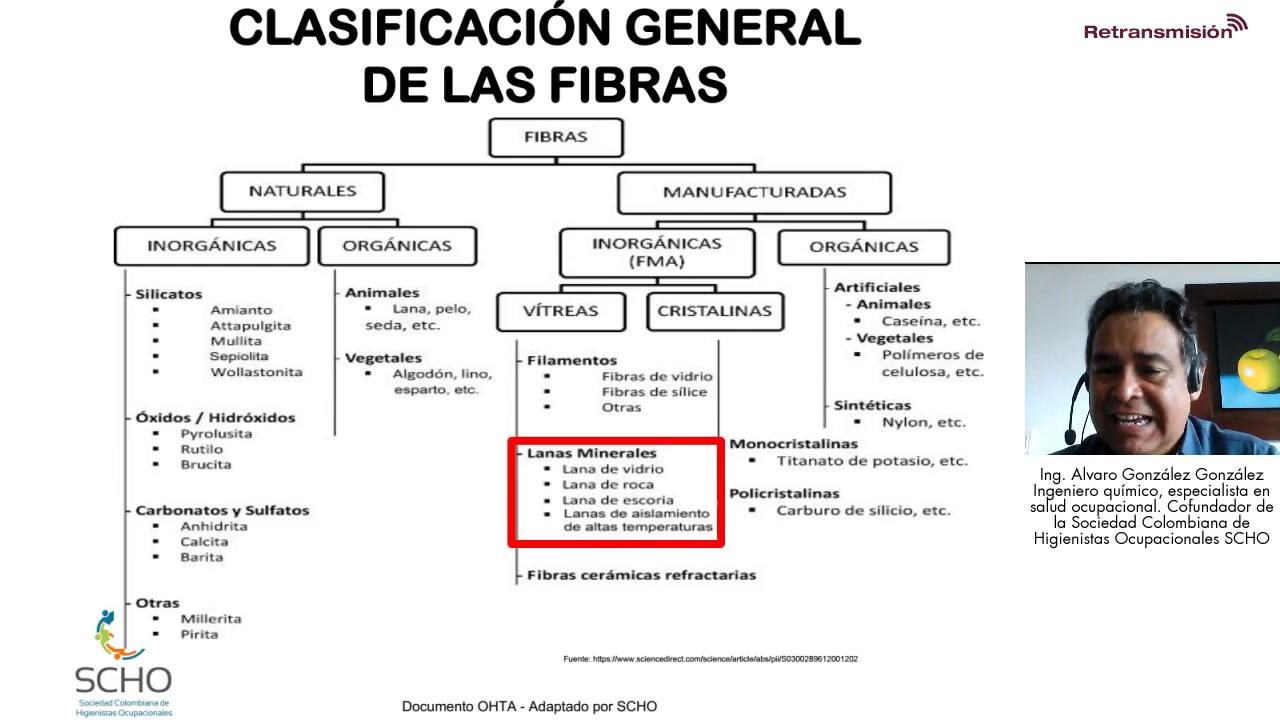 CLASIFICACIÓN GENERAL
DE LAS FIBRAS
Retransmisión
FIBRAS
NATURALES
MANUFACTURADAS
INORGÁNICAS
ORGÁNICAS
INORGÁNICAS
(FMA)
ORGÁNICAS
VÍTREAS
CRISTALINAS
- Silicatos
▪ Amianto
▪ Attapulgita
▪ Mullita
▪ Sepiolita
▪ Wollastonita
- Óxidos / Hidróxidos
▪ Pyrolusita
▪ Rutilo
▪ Brucita
- Carbonatos y Sulfatos
▪ Anhidrita
▪ Calcita
▪ Barita
- Otras
▪ Millerita
▪ Pirita
- Animales
▪ Lana, pelo,
seda, etc.
- Vegetales
▪ Algodón, lino,
esparto, etc.
- Filamentos
▪ Fibras de vidrio
▪ Fibras de sílice
▪ Otras
- Lanas Minerales
▪ Lana de vidrio
▪ Lana de roca
▪ Lana de escoria
▪ Lanas de aislamiento
de altas temperaturas
- Fibras cerámicas refractarias
Monocristalinas
▪ Titanato de potasio, etc.
Policristalinas
▪ Carburo de silicio, etc.
- Artificiales
- Animales
▪ Caseína, etc.
- Vegetales
▪ Polímeros de
celulosa, etc.
- Sintéticas
▪ Nylon, etc.
Ing. Alvaro González González
Ingeniero químico, especialista en
salud ocupacional. Cofundador de
la Sociedad Colombiana de
Higienistas Ocupacionales SCHO
Fuente: https://www.sciencedirect.com/science/article/abs/pii/S0300289612001202
SCHO
Sociedad Colombiana de
Higienistas Ocupacionales
Documento OHTA - Adaptado por SCHO